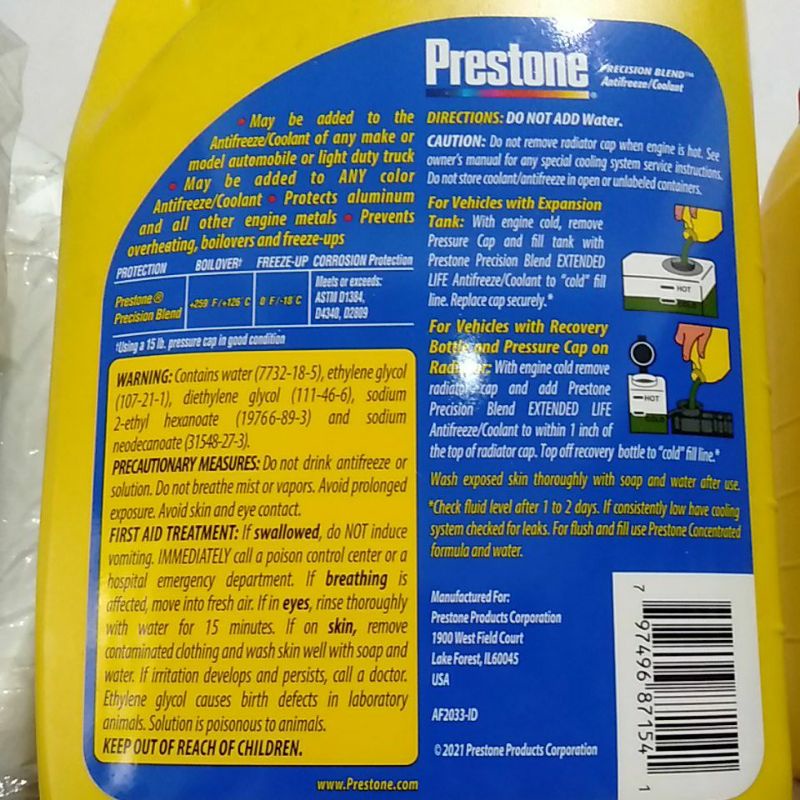 Prestone
PRECISION BLEND™
Antifreeze/Coolant
• May be added to the
Antifreeze/Coolant of any make or
model automobile or light duty truck
• May be added to ANY color
Antifreeze/Coolant • Protects aluminum
and all other engine metals • Prevents
overheating, boilovers and freeze-ups
PROTECTION BOILOVER† FREEZE-UP CORROSION Protection
Prestone®
Precision Blend
+259 F/+126 C
0 F/-18 C
Meets or exceeds:
ASTM D1384,
D4340, D2809
†Using a 15 lb. pressure cap in good condition
WARNING: Contains water (7732-18-5), ethylene glycol
(107-21-1), diethylene glycol (111-46-6), sodium
2-ethyl hexanoate (19766-89-3) and sodium
neodecanoate (31548-27-3).
PRECAUTIONARY MEASURES: Do not drink antifreeze or
solution. Do not breathe mist or vapors. Avoid prolonged
exposure. Avoid skin and eye contact.
FIRST AID TREATMENT: If swallowed, do NOT induce
vomiting. IMMEDIATELY call a poison control center or a
hospital emergency department. If breathing is
affected, move into fresh air. If in eyes, rinse thoroughly
with water for 15 minutes. If on skin, remove
contaminated clothing and wash skin well with soap and
water. If irritation develops and persists, call a doctor.
Ethylene glycol causes birth defects in laboratory
animals. Solution is poisonous to animals.
KEEP OUT OF REACH OF CHILDREN.
www.Prestone.com
DIRECTIONS: DO NOT ADD Water.
CAUTION: Do not remove radiator cap when engine is hot. See
owner's manual for any special cooling system service instructions.
Do not store coolant/antifreeze in open or unlabeled containers.
For Vehicles with Expansion
Tank: With engine cold, remove
Pressure Cap and fill tank with
Prestone Precision Blend EXTENDED
LIFE Antifreeze/Coolant to "cold" fill
line. Replace cap securely.*
HOT
COLD
For Vehicles with Recovery
Bottle and Pressure Cap on
Radiator: With engine cold remove
radiator cap and add Prestone
Precision Blend EXTENDED LIFE
Antifreeze/Coolant to within 1 inch of
the top of radiator cap. Top off recovery bottle to "cold" fill line.*
HOT
COLD
Wash exposed skin thoroughly with soap and water after use.
*Check fluid level after 1 to 2 days. If consistently low have cooling
system checked for leaks. For flush and fill use Prestone Concentrated
formula and water.
Manufactured For:
Prestone Products Corporation
1900 West Field Court
Lake Forest, IL60045
USA
AF2033-ID
©2021 Prestone Products Corporation
7 97496 87154 1